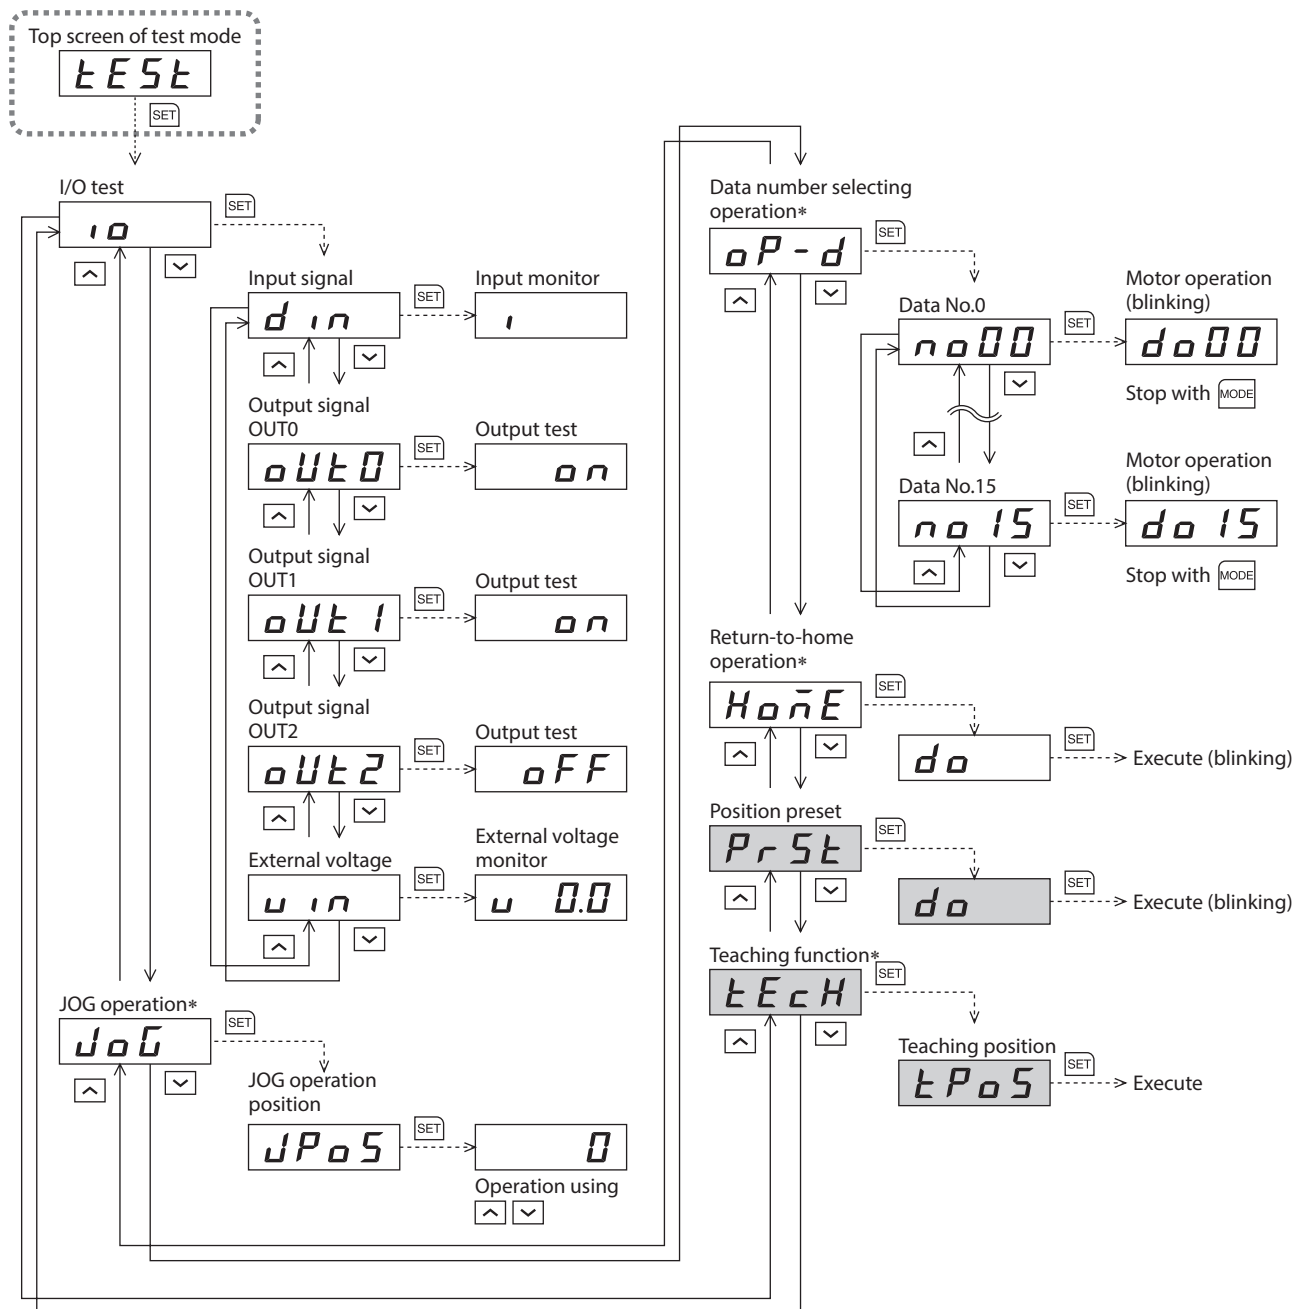 Top screen of test mode
tESt
SET
I/O test
io
SET
Input signal
din
SET
Input monitor
i
Output signal
OUT0
oUt0
SET
Output test
on
Output signal
OUT1
oUt1
SET
Output test
on
Output signal
OUT2
oUt2
SET
Output test
oFF
External voltage
vin
SET
External voltage
monitor
v 0.0
JOG operation*
JoG
SET
JOG operation
position
JPoS
SET
0
Operation using
Data number selecting
operation*
oP-d
SET
Data No.0
no00
SET
Motor operation
(blinking)
do00
Stop with MODE
Data No.15
no15
SET
Motor operation
(blinking)
do15
Stop with MODE
Return-to-home
operation*
HomE
SET
do
SET
Execute (blinking)
Position preset
PrSt
SET
do
SET
Execute (blinking)
Teaching function*
tEcH
SET
Teaching position
tPoS
SET
Execute